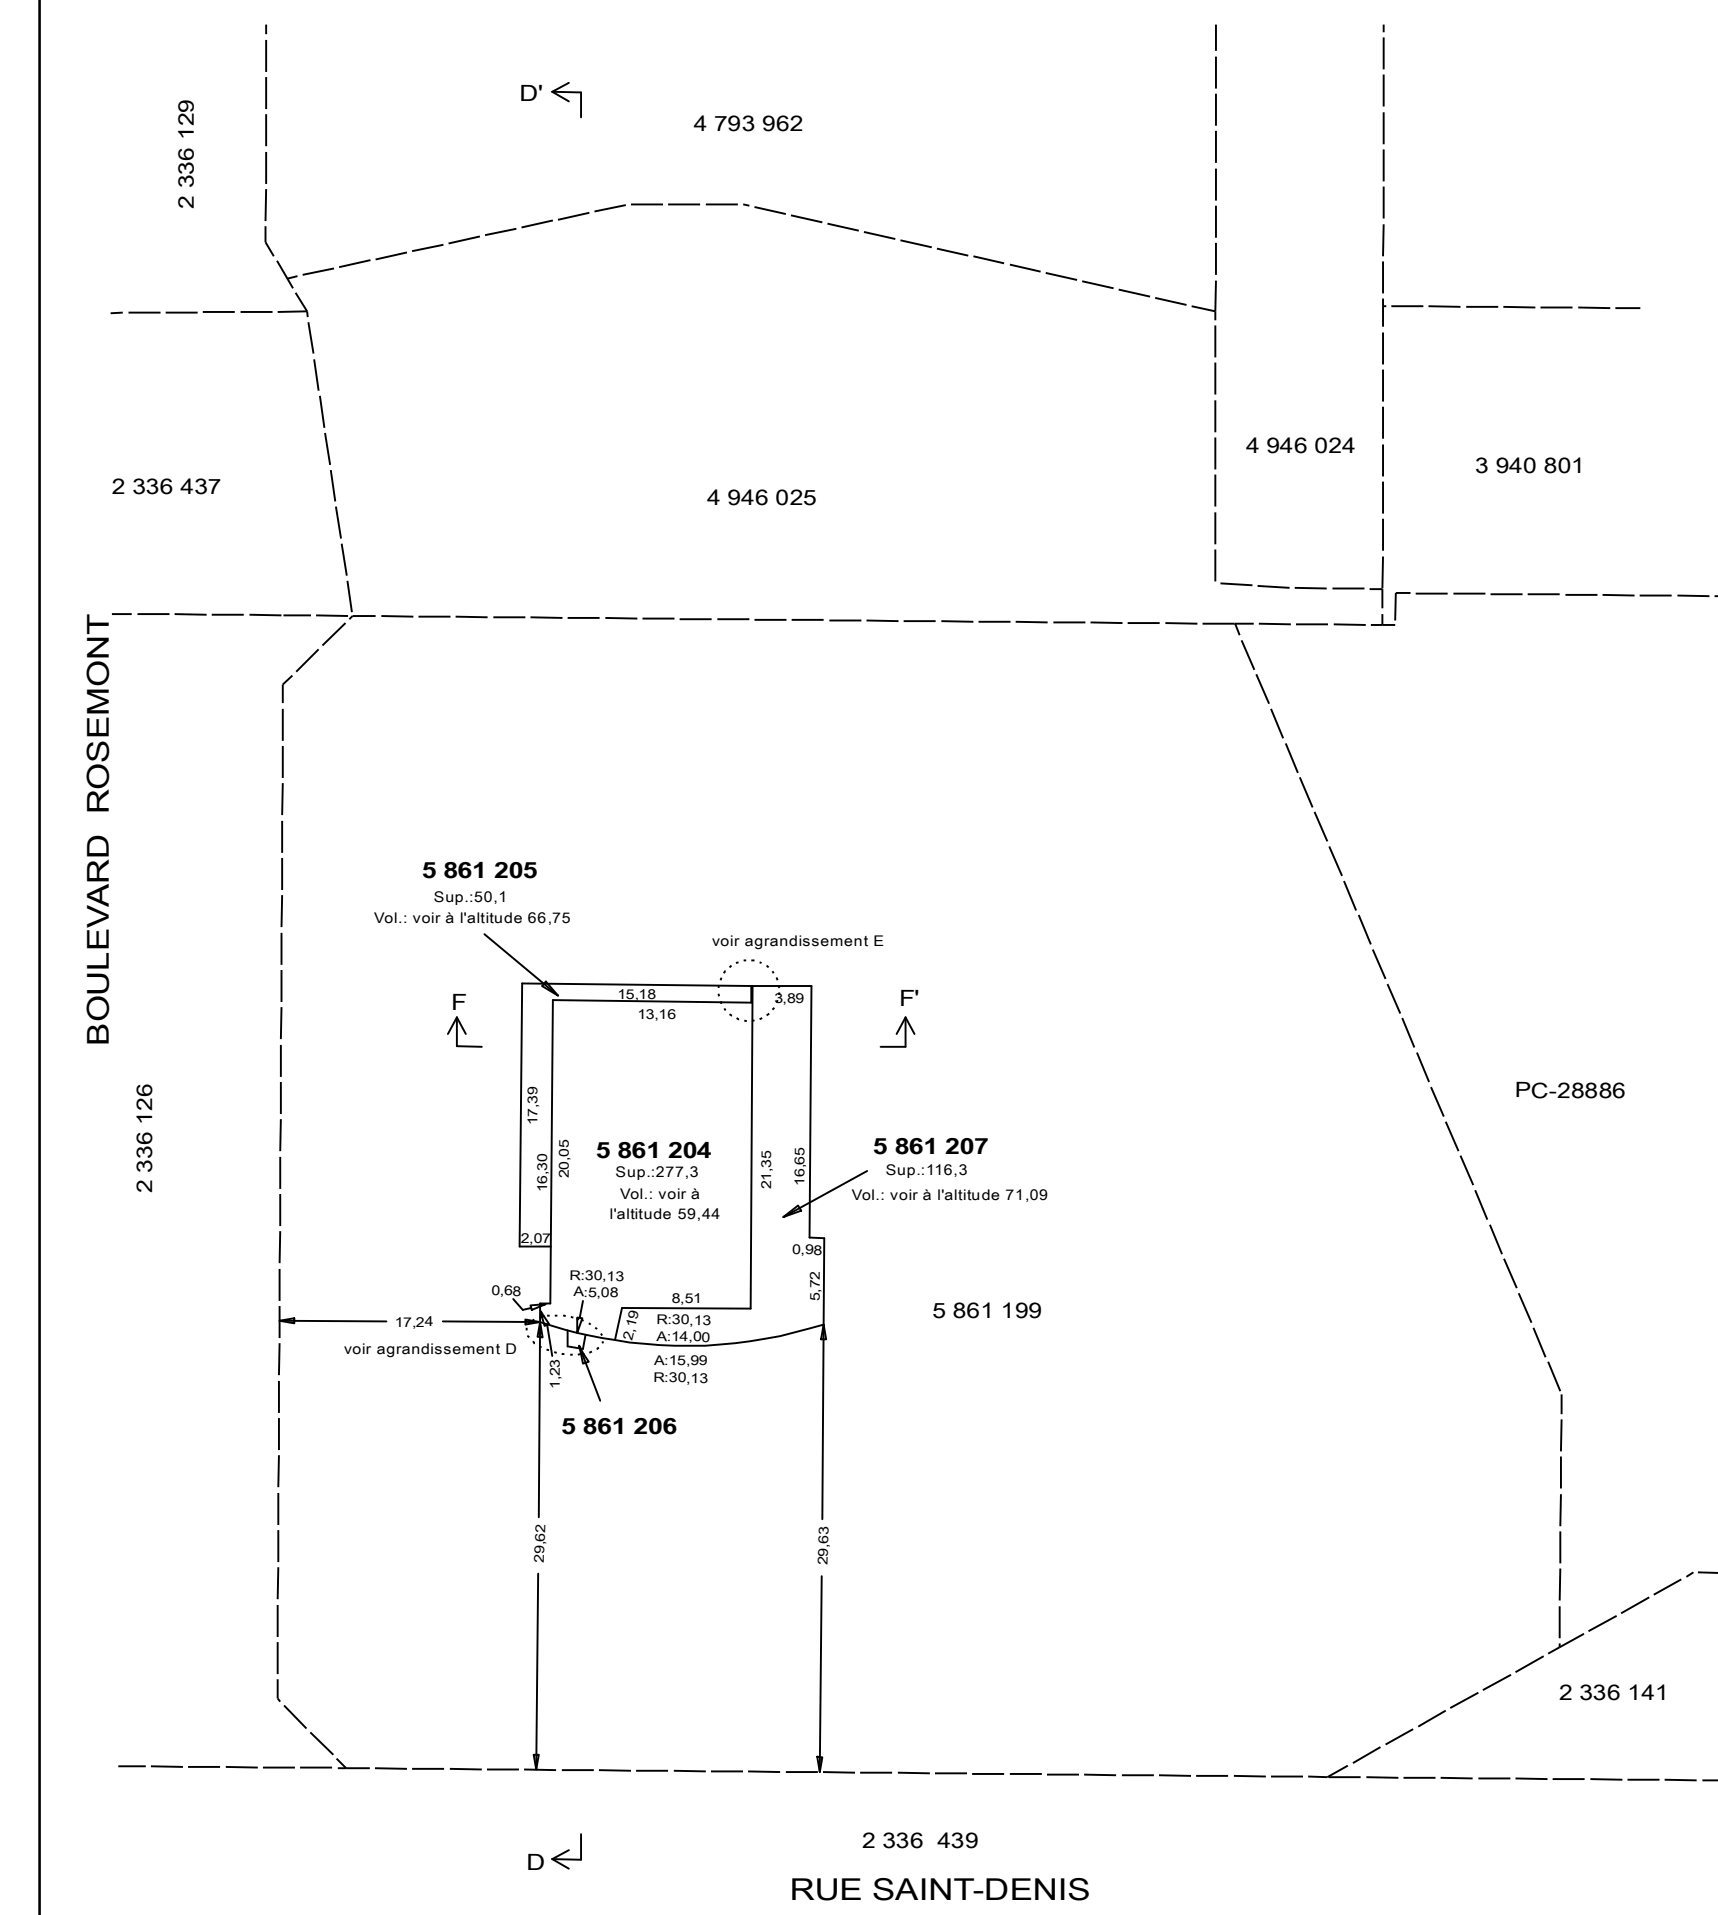 D'
4 793 962
2 336 129
4 946 024
3 940 801
2 336 437
4 946 025
BOULEVARD ROSEMONT
5 861 205
Sup.:50,1
Vol.: voir à l'altitude 66,75
voir agrandissement E
F
15,18
3,89
F'
13,16
17,39
2 336 126
PC-28886
16,30
20,05
5 861 204
Sup.:277,3
Vol.: voir à
l'altitude 59,44
21,35
16,65
5 861 207
Sup.:116,3
Vol.: voir à l'altitude 71,09
2,07
0,98
0,68
R:30,13
A:5,08
8,51
5,72
5 861 199
17,24
2,19
R:30,13
A:14,00
voir agrandissement D
1,23
A:15,99
R:30,13
5 861 206
29,62
29,63
2 336 141
D
2 336 439
RUE SAINT-DENIS